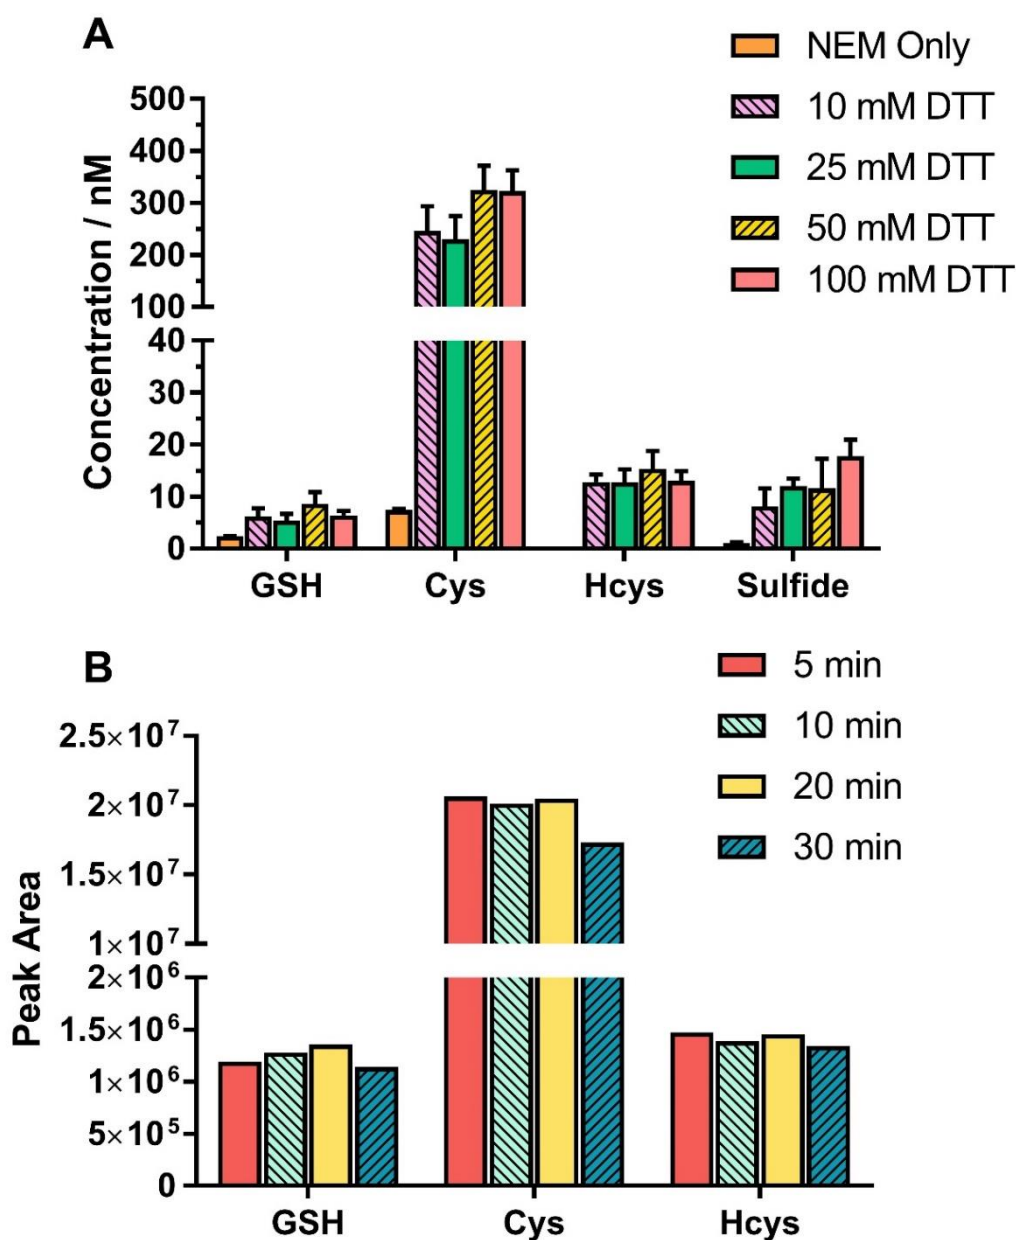 A
NEM Only
10 mM DTT
25 mM DTT
50 mM DTT
100 mM DTT
Concentration / nM
500
400
300
200
100
40
30
20
10
0
GSH Cys Hcys Sulfide
B
5 min
10 min
20 min
30 min
Peak Area
2.5×10⁷
2×10⁷
1.5×10⁷
1×10⁷
2×10⁶
1.5×10⁶
1×10⁶
5×10⁵
0
GSH Cys Hcys